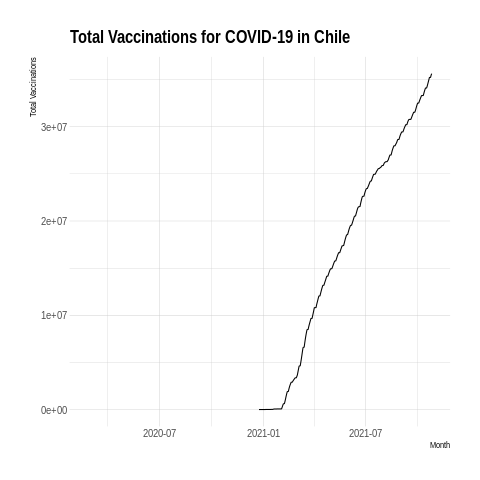 Total Vaccinations for COVID-19 in Chile
Total Vaccinations
3e+07
2e+07
1e+07
0e+00
2020-07 2021-01 2021-07
Month